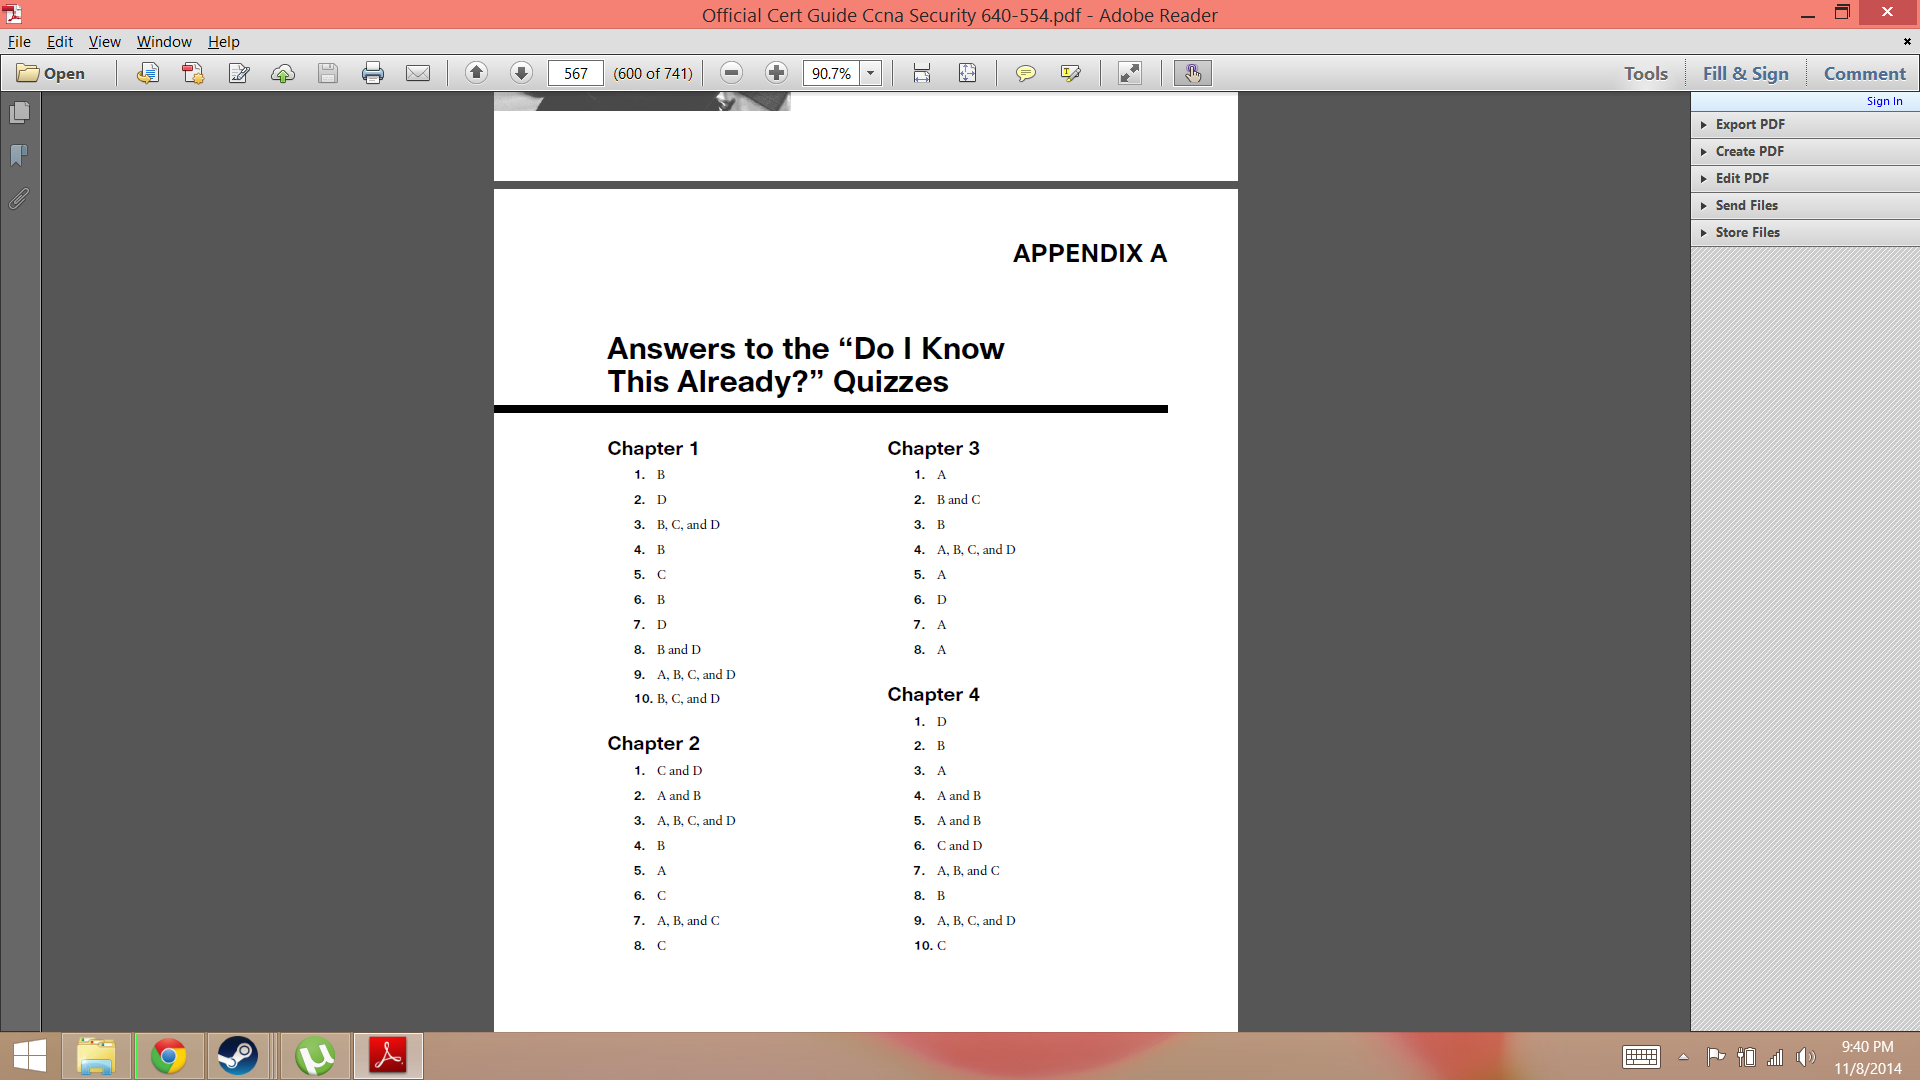 Official Cert Guide Ccna Security 640-554.pdf - Adobe Reader
File Edit View Window Help
Open 567 (600 of 741) 90.7% Tools Fill & Sign Comment
Sign In
Export PDF
Create PDF
Edit PDF
Send Files
Store Files
APPENDIX A
Answers to the “Do I Know
This Already?” Quizzes
Chapter 1
1. B
2. D
3. B, C, and D
4. B
5. C
6. B
7. D
8. B and D
9. A, B, C, and D
10. B, C, and D
Chapter 2
1. C and D
2. A and B
3. A, B, C, and D
4. B
5. A
6. C
7. A, B, and C
8. C
Chapter 3
1. A
2. B and C
3. B
4. A, B, C, and D
5. A
6. D
7. A
8. A
Chapter 4
1. D
2. B
3. A
4. A and B
5. A and B
6. C and D
7. A, B, and C
8. B
9. A, B, C, and D
10. C
9:40 PM
11/8/2014